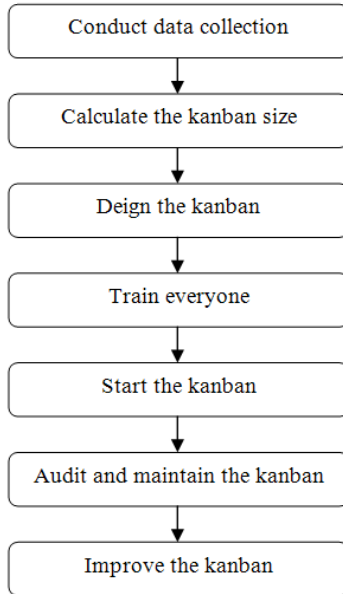 Conduct data collection
Calculate the kanban size
Deign the kanban
Train everyone
Start the kanban
Audit and maintain the kanban
Improve the kanban